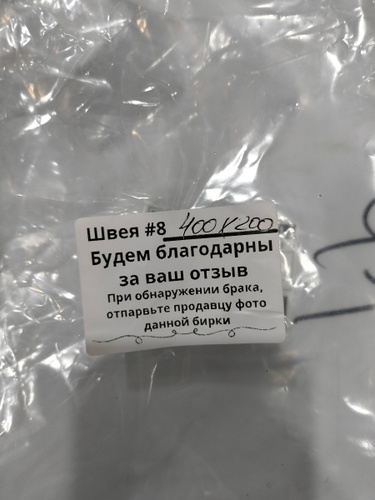 Швея #8 400 х 200
Будем благодарны
за ваш отзыв
При обнаружении брака,
отпарвьте продавцу фото
данной бирки